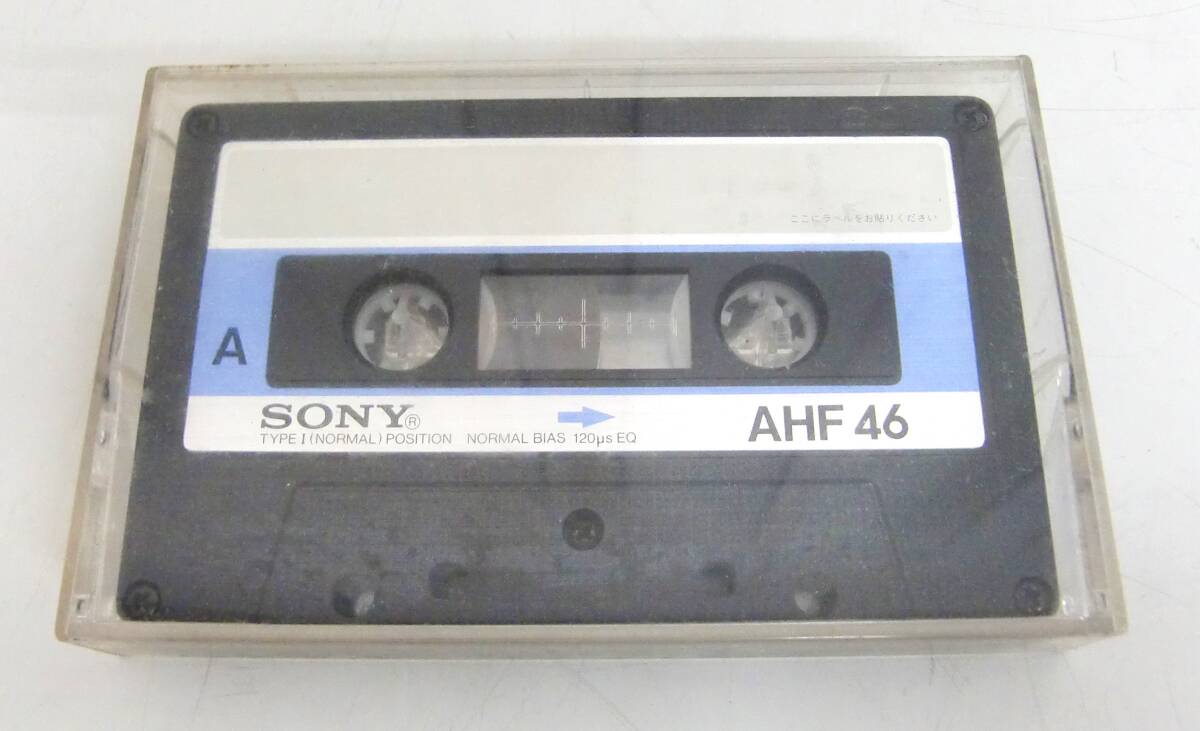 ここにラベルをお貼りください
A
SONY®
AHF 46
TYPE I (NORMAL) POSITION NORMAL BIAS 120μs EQ